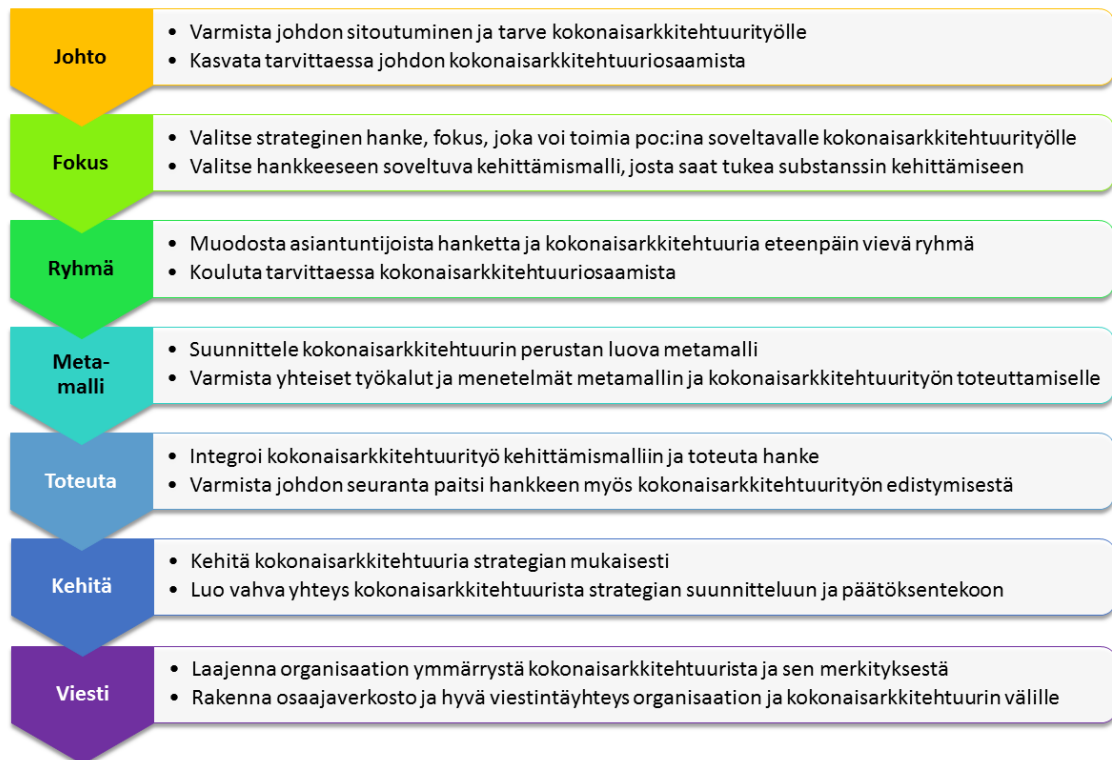 Johto
• Varmista johdon sitoutuminen ja tarve kokonaisarkkitehtuurityölle
• Kasvata tarvittaessa johdon kokonaisarkkitehtuuriosaamista
Fokus
• Valitse strateginen hanke, fokus, joka voi toimia poc:ina soveltavalle kokonaisarkkitehtuurityölle
• Valitse hankkeeseen soveltuva kehittämismalli, josta saat tukea substanssin kehittämiseen
Ryhmä
• Muodosta asiantuntijoista hanketta ja kokonaisarkkitehtuuria eteenpäin vievä ryhmä
• Kouluta tarvittaessa kokonaisarkkitehtuuriosaamista
Meta-
malli
• Suunnittele kokonaisarkkitehtuurin perustan luova metamalli
• Varmista yhteiset työkalut ja menetelmät metamallin ja kokonaisarkkitehtuurityön toteuttamiselle
Toteuta
• Integroi kokonaisarkkitehtuurityö kehittämismalliin ja toteuta hanke
• Varmista johdon seuranta paitsi hankkeen myös kokonaisarkkitehtuurityön edistymisestä
Kehitä
• Kehitä kokonaisarkkitehtuuria strategian mukaisesti
• Luo vahva yhteys kokonaisarkkitehtuurista strategian suunnitteluun ja päätöksentekoon
Viesti
• Laajenna organisaation ymmärrystä kokonaisarkkitehtuurista ja sen merkityksestä
• Rakenna osaajaverkosto ja hyvä viestintäyhteys organisaation ja kokonaisarkkitehtuurin välille